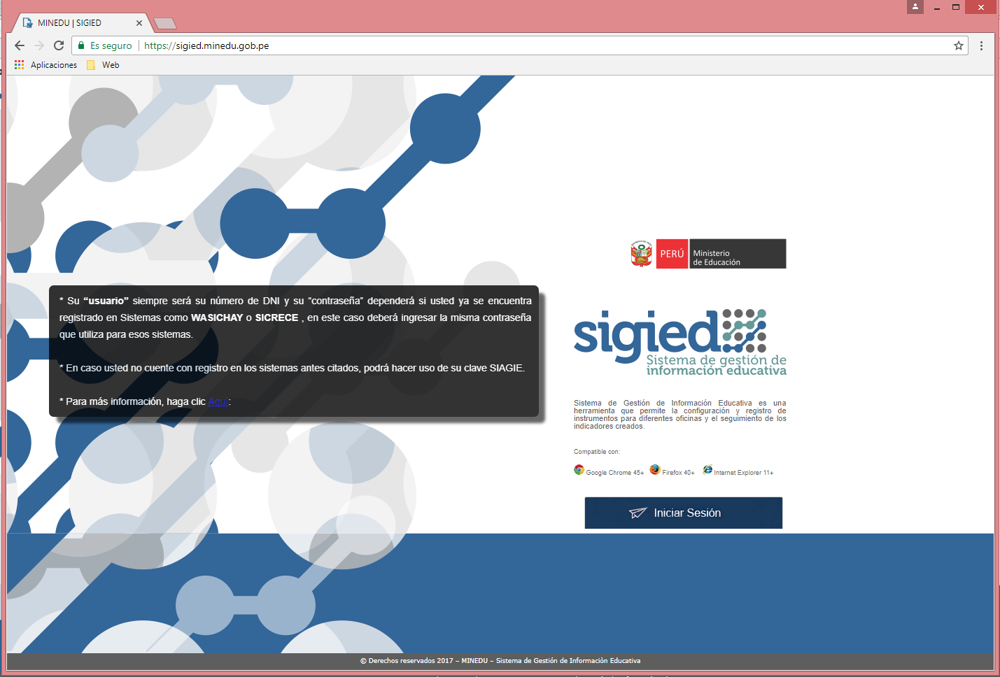 MINEDU | SIGIED
Es seguro
https://sigied.minedu.gob.pe
Aplicaciones
Web
* Su “usuario” siempre será su número de DNI y su “contraseña” dependerá si usted ya se encuentra
registrado en Sistemas como WASICHAY o SICRECE , en este caso deberá ingresar la misma contraseña
que utiliza para esos sistemas.
* En caso usted no cuente con registro en los sistemas antes citados, podrá hacer uso de su clave SIAGIE.
* Para más información, haga clic Aquí:
PERÚ
Ministerio
de Educación
sigied
Sistema de gestión de
información educativa
Sistema de Gestión de Información Educativa es una
herramienta que permite la configuración y registro de
instrumentos para diferentes oficinas y el seguimiento de los
indicadores creados.
Compatible con:
Google Chrome 45+
Firefox 40+
Internet Explorer 11+
Iniciar Sesión
© Derechos reservados 2017 – MINEDU – Sistema de Gestión de Informaciòn Educativa